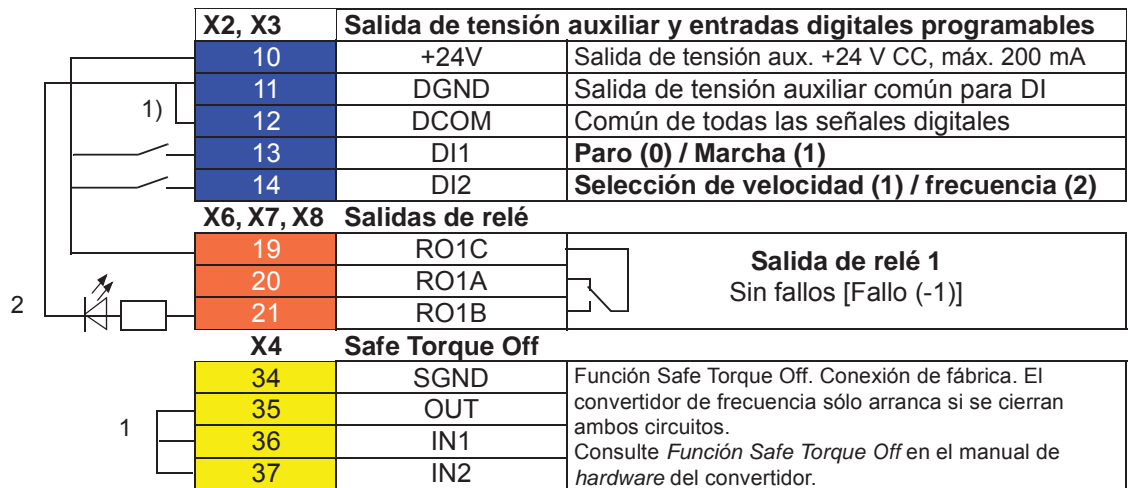 X2, X3 Salida de tensión auxiliar y entradas digitales programables
10 +24V Salida de tensión aux. +24 V CC, máx. 200 mA
11 DGND Salida de tensión auxiliar común para DI
1)
12 DCOM Común de todas las señales digitales
13 DI1 Paro (0) / Marcha (1)
14 DI2 Selección de velocidad (1) / frecuencia (2)
X6, X7, X8 Salidas de relé
19 RO1C
Salida de relé 1
20 RO1A
Sin fallos [Fallo (-1)]
2
21 RO1B
X4 Safe Torque Off
34 SGND Función Safe Torque Off. Conexión de fábrica. El
35 OUT convertidor de frecuencia sólo arranca si se cierran
1
ambos circuitos.
36 IN1 Consulte Función Safe Torque Off en el manual de
37 IN2 hardware del convertidor.